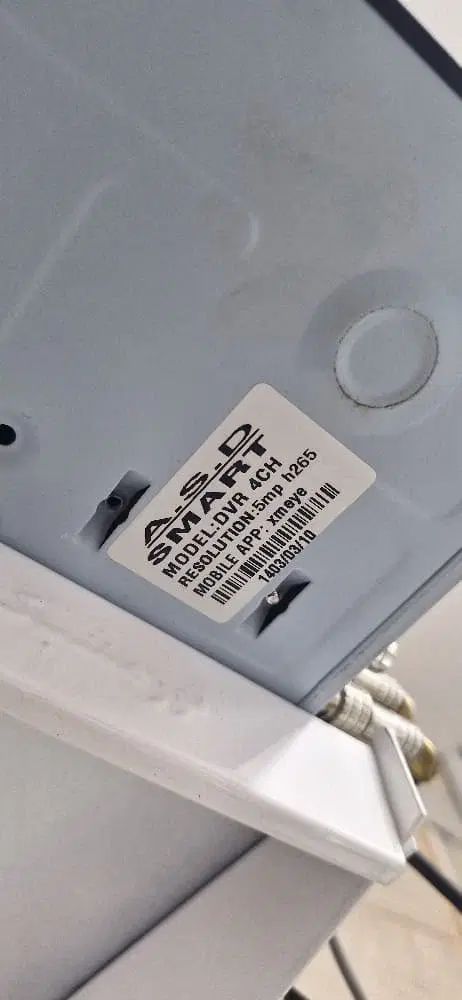 A.S.D
SMART
MODEL:DVR 4CH
RESOLUTION:5mp h265
MOBILE APP: xmeye
1403/03/10